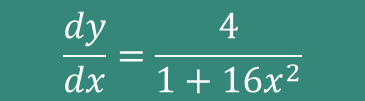 dy/dx = 4/(1 + 16x²)